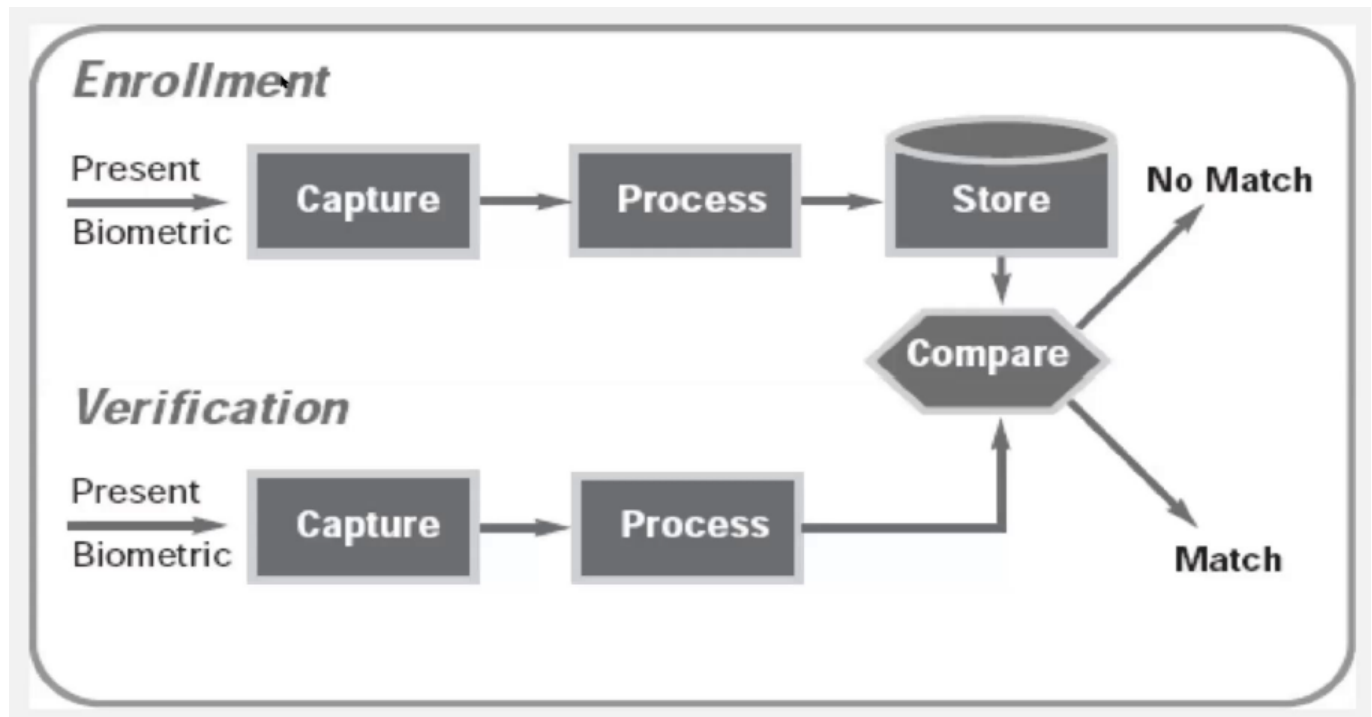 Enrollment
Present
Biometric
Capture
Process
Store
No Match
Compare
Verification
Present
Biometric
Capture
Process
Match